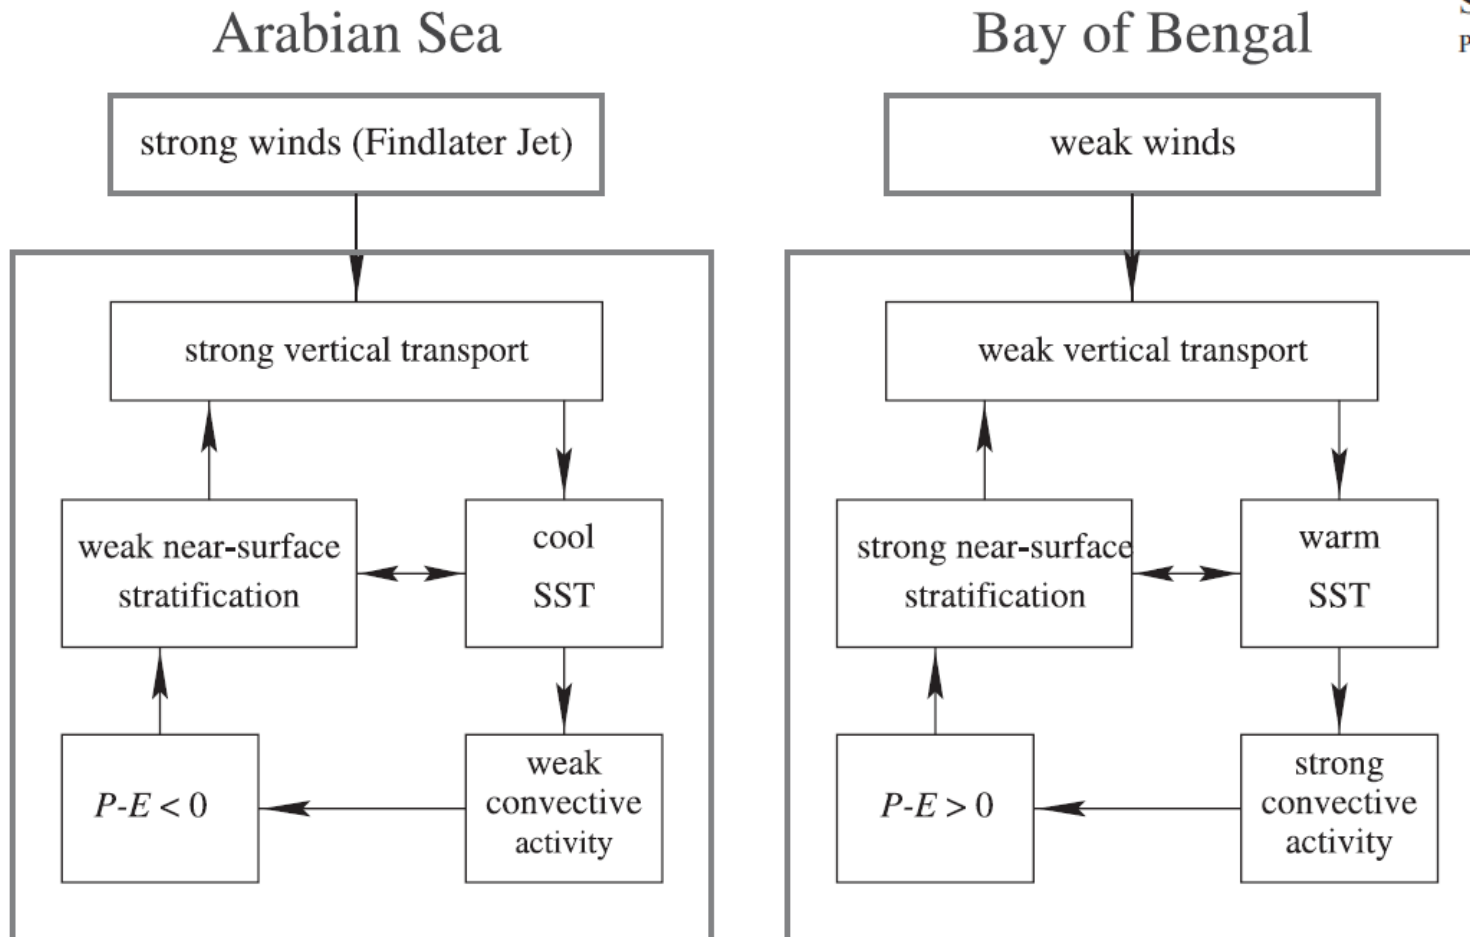 Arabian Sea
strong winds (Findlater Jet)
strong vertical transport
weak near-surface
stratification
cool
SST
P-E < 0
weak
convective
activity
Bay of Bengal
weak winds
weak vertical transport
strong near-surface
stratification
warm
SST
P-E > 0
strong
convective
activity